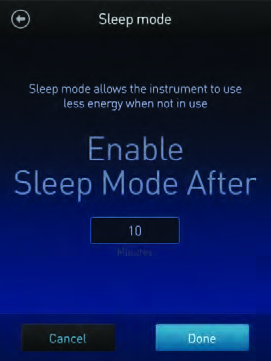 Sleep mode
Sleep mode allows the instrument to use
less energy when not in use
Enable
Sleep Mode After
10
Minutes
Cancel
Done